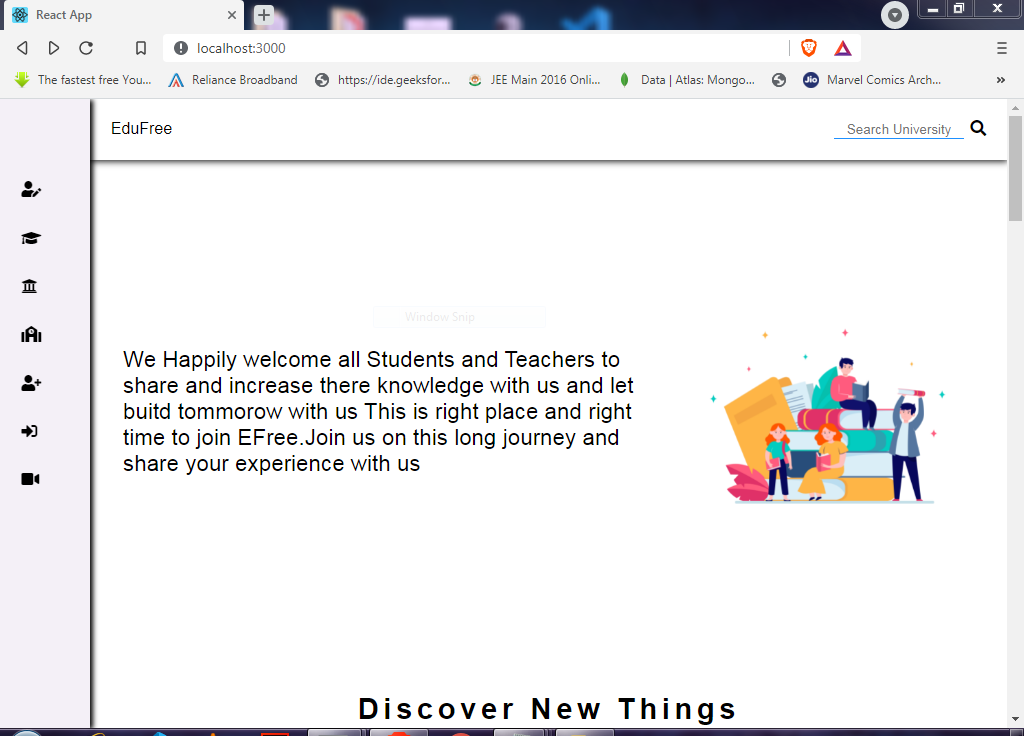 React App
localhost:3000
The fastest free You...
Reliance Broadband
https://ide.geeksfor...
JEE Main 2016 Onli...
Data | Atlas: Mongo...
Jio
Marvel Comics Arch...
»
EduFree
Search University
Window Snip
We Happily welcome all Students and Teachers to
share and increase there knowledge with us and let
buitd tommorow with us This is right place and right
time to join EFree.Join us on this long journey and
share your experience with us
Discover New Things